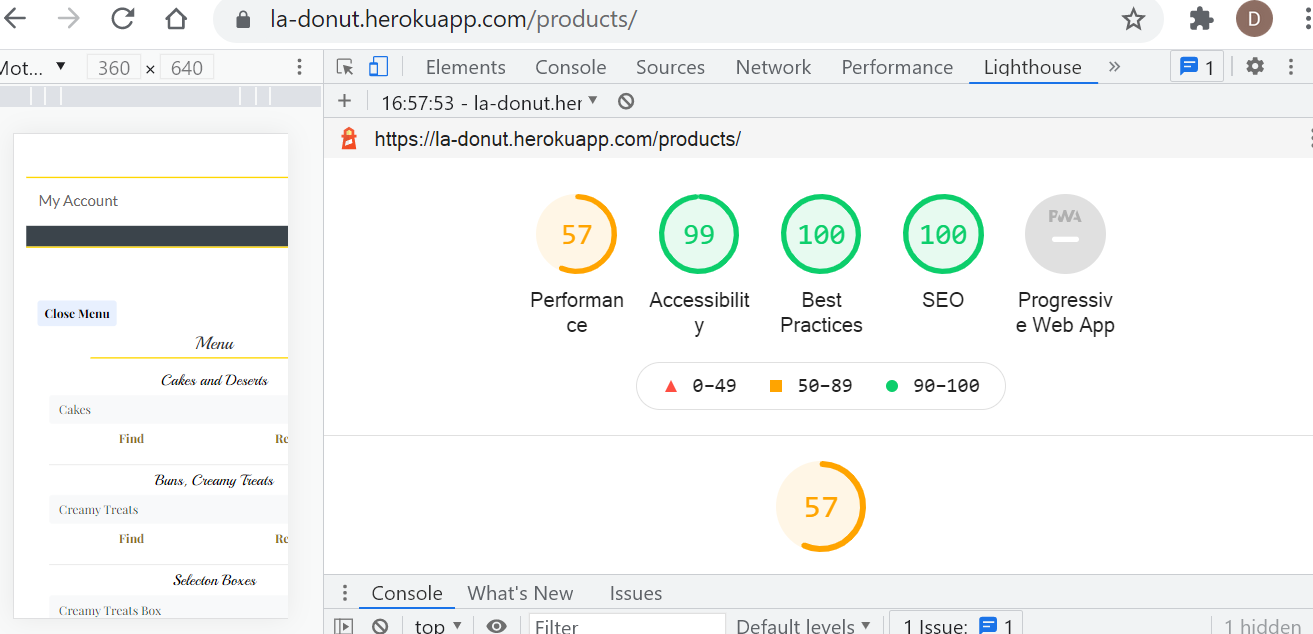 la-donut.herokuapp.com/products/
D
Mot... ▼ 360 × 640
Elements Console Sources Network Performance Lighthouse » 1
16:57:53 - la-donut.her ▼
https://la-donut.herokuapp.com/products/
My Account
Close Menu
Menu
Cakes and Deserts
Cakes
Find Re
Buns, Creamy Treats
Creamy Treats
Find Re
Selecton Boxes
Creamy Treats Box
57 99 100 100 PWA
Performan
ce
Accessibilit
y
Best
Practices
SEO
Progressiv
e Web App
0–49 50–89 90–100
57
Console What's New Issues
top ▼ Filter Default levels ▼ 1 Issue: 1 1 hidden